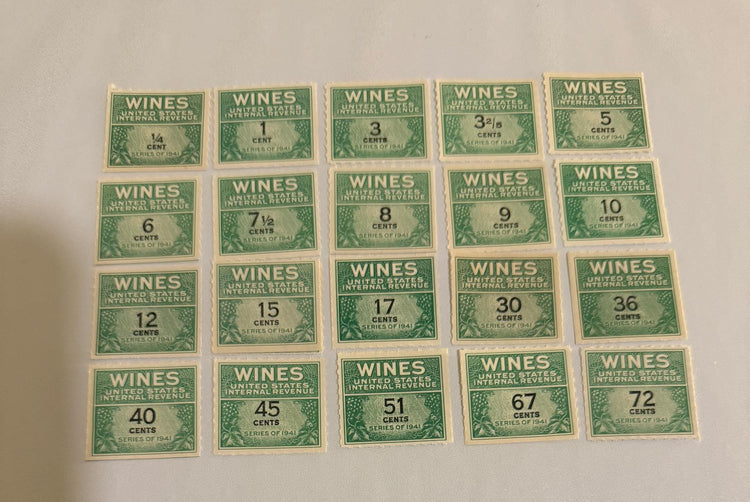 WINES
UNITED STATES
INTERNAL REVENUE
1/4
CENT
SERIES OF 1941
WINES
UNITED STATES
INTERNAL REVENUE
1
CENT
SERIES OF 1941
WINES
UNITED STATES
INTERNAL REVENUE
3
CENTS
SERIES OF 1941
WINES
UNITED STATES
INTERNAL REVENUE
3 2/5
CENTS
SERIES OF 1941
WINES
UNITED STATES
INTERNAL REVENUE
5
CENTS
SERIES OF 1941
WINES
UNITED STATES
INTERNAL REVENUE
6
CENTS
SERIES OF 1941
WINES
UNITED STATES
INTERNAL REVENUE
7 1/2
CENTS
SERIES OF 1941
WINES
UNITED STATES
INTERNAL REVENUE
8
CENTS
SERIES OF 1941
WINES
UNITED STATES
INTERNAL REVENUE
9
CENTS
SERIES OF 1941
WINES
UNITED STATES
INTERNAL REVENUE
10
CENTS
SERIES OF 1941
WINES
UNITED STATES
INTERNAL REVENUE
12
CENTS
SERIES OF 1941
WINES
UNITED STATES
INTERNAL REVENUE
15
CENTS
SERIES OF 1941
WINES
UNITED STATES
INTERNAL REVENUE
17
CENTS
SERIES OF 1941
WINES
UNITED STATES
INTERNAL REVENUE
30
CENTS
SERIES OF 1941
WINES
UNITED STATES
INTERNAL REVENUE
36
CENTS
SERIES OF 1941
WINES
UNITED STATES
INTERNAL REVENUE
40
CENTS
SERIES OF 1941
WINES
UNITED STATES
INTERNAL REVENUE
45
CENTS
SERIES OF 1941
WINES
UNITED STATES
INTERNAL REVENUE
51
CENTS
SERIES OF 1941
WINES
UNITED STATES
INTERNAL REVENUE
67
CENTS
SERIES OF 1941
WINES
UNITED STATES
INTERNAL REVENUE
72
CENTS
SERIES OF 1941